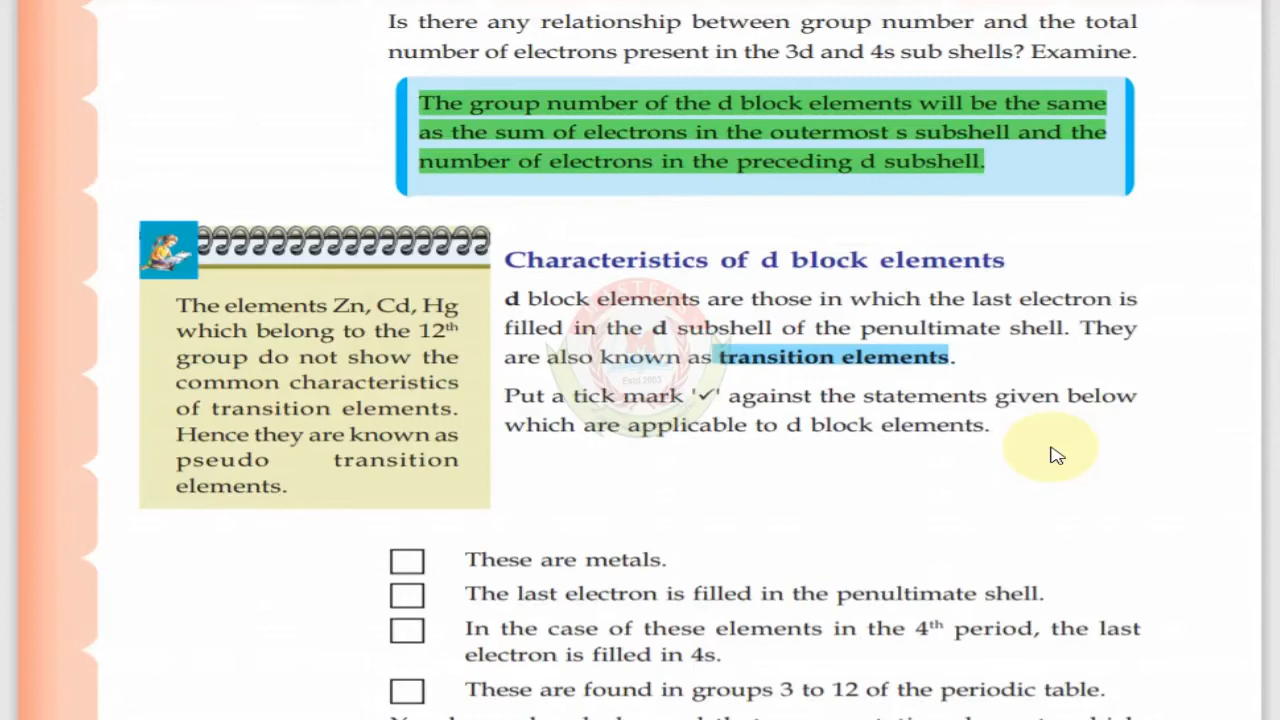 Is there any relationship between group number and the total
number of electrons present in the 3d and 4s sub shells? Examine.
The group number of the d block elements will be the same
as the sum of electrons in the outermost s subshell and the
number of electrons in the preceding d subshell.
The elements Zn, Cd, Hg
which belong to the 12th
group do not show the
common characteristics
of transition elements.
Hence they are known as
pseudo transition
elements.
Characteristics of d block elements
d block elements are those in which the last electron is
filled in the d subshell of the penultimate shell. They
are also known as transition elements.
Put a tick mark '✓' against the statements given below
which are applicable to d block elements.
Estd 2003
These are metals.
The last electron is filled in the penultimate shell.
In the case of these elements in the 4th period, the last
electron is filled in 4s.
These are found in groups 3 to 12 of the periodic table.